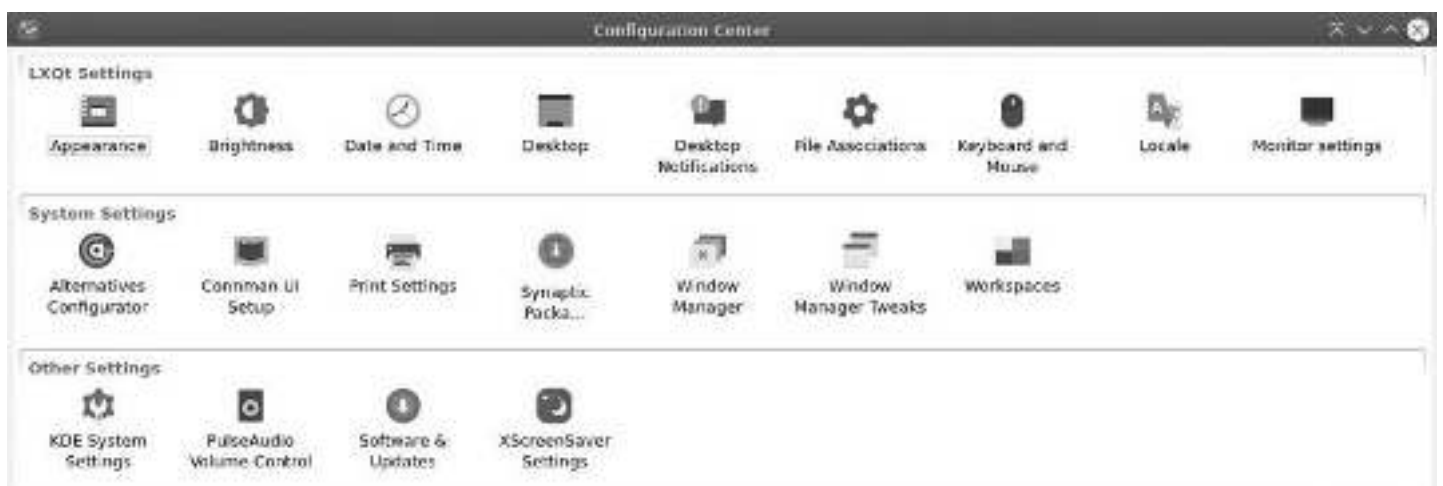 Configuration Center
LXQt Settings
Appearance
Brightness
Date and Time
Desktop
Desktop
Notifications
File Associations
Keyboard and
Mouse
Locale
Monitor settings
System Settings
Alternatives
Configurator
Connman UI
Setup
Print Settings
Synaptic
Packa...
Window
Manager
Window
Manager Tweaks
Workspaces
Other Settings
KDE System
Settings
PulseAudio
Volume Control
Software &
Updates
XScreenSaver
Settings